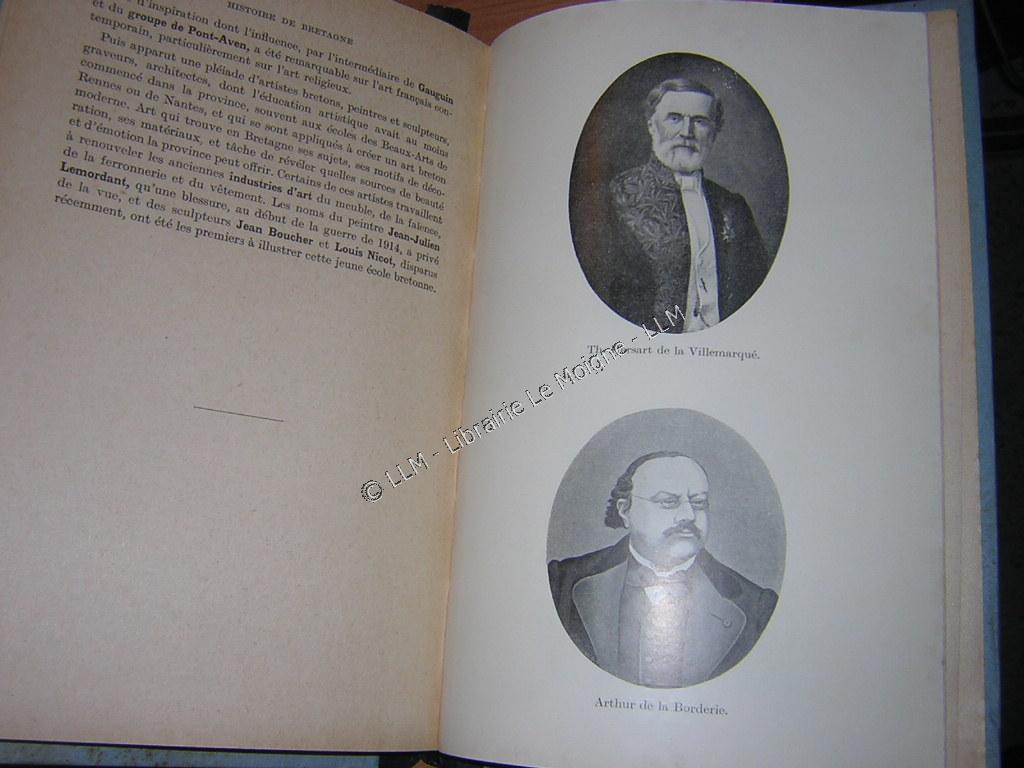 HISTOIRE DE BRETAGNE
d'inspiration dont l'influence, par l'intermédiaire de Gauguin
et du groupe de Pont-Aven, a été remarquable sur l'art français con-
temporain, particulièrement sur l'art religieux.
Puis apparut une pléiade d'artistes bretons, peintres et sculpteurs,
graveurs, architectes, dont l'éducation artistique avait au moins
commencé dans la province, souvent aux écoles des Beaux-Arts de
Rennes ou de Nantes, et qui se sont appliqués à créer un art breton
moderne. Art qui trouve en Bretagne ses sujets, ses motifs de déco-
ration, ses matériaux, et tâche de révéler quelles sources de beauté
et d'émotion la province peut offrir. Certains de ces artistes travaillent
à renouveler les anciennes industries d'art du meuble, de la faïence,
de la ferronnerie et du vêtement. Les noms du peintre Jean-Julien
Lemordant, qu'une blessure, au début de la guerre de 1914, a privé
de la vue, et des sculpteurs Jean Boucher et Louis Nicot, disparus
récemment, ont été les premiers à illustrer cette jeune école bretonne.
Th. Hersart de la Villemarqué.
Arthur de la Borderie.
© LLM - Librairie Le Moigne - LLM